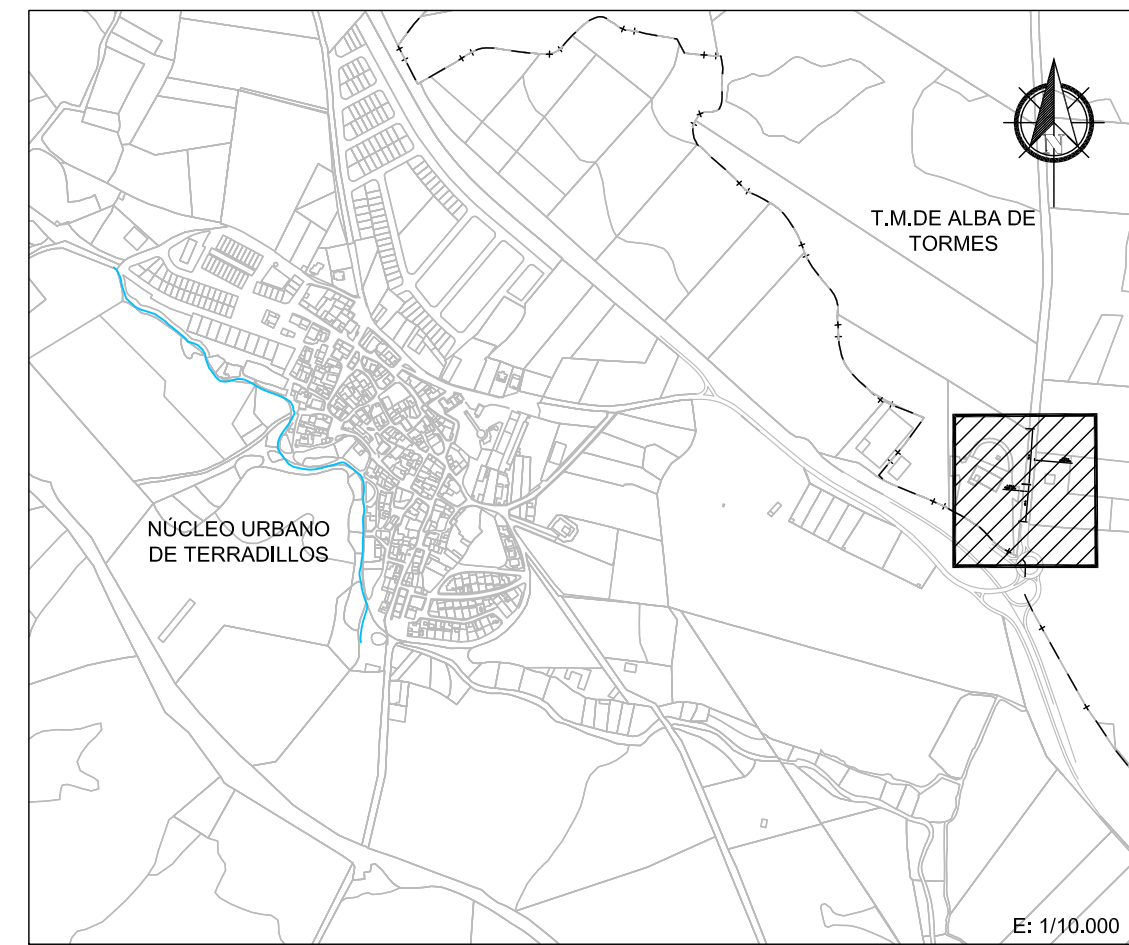 N
T.M.DE ALBA DE
TORMES
NÚCLEO URBANO
DE TERRADILLOS
E: 1/10.000